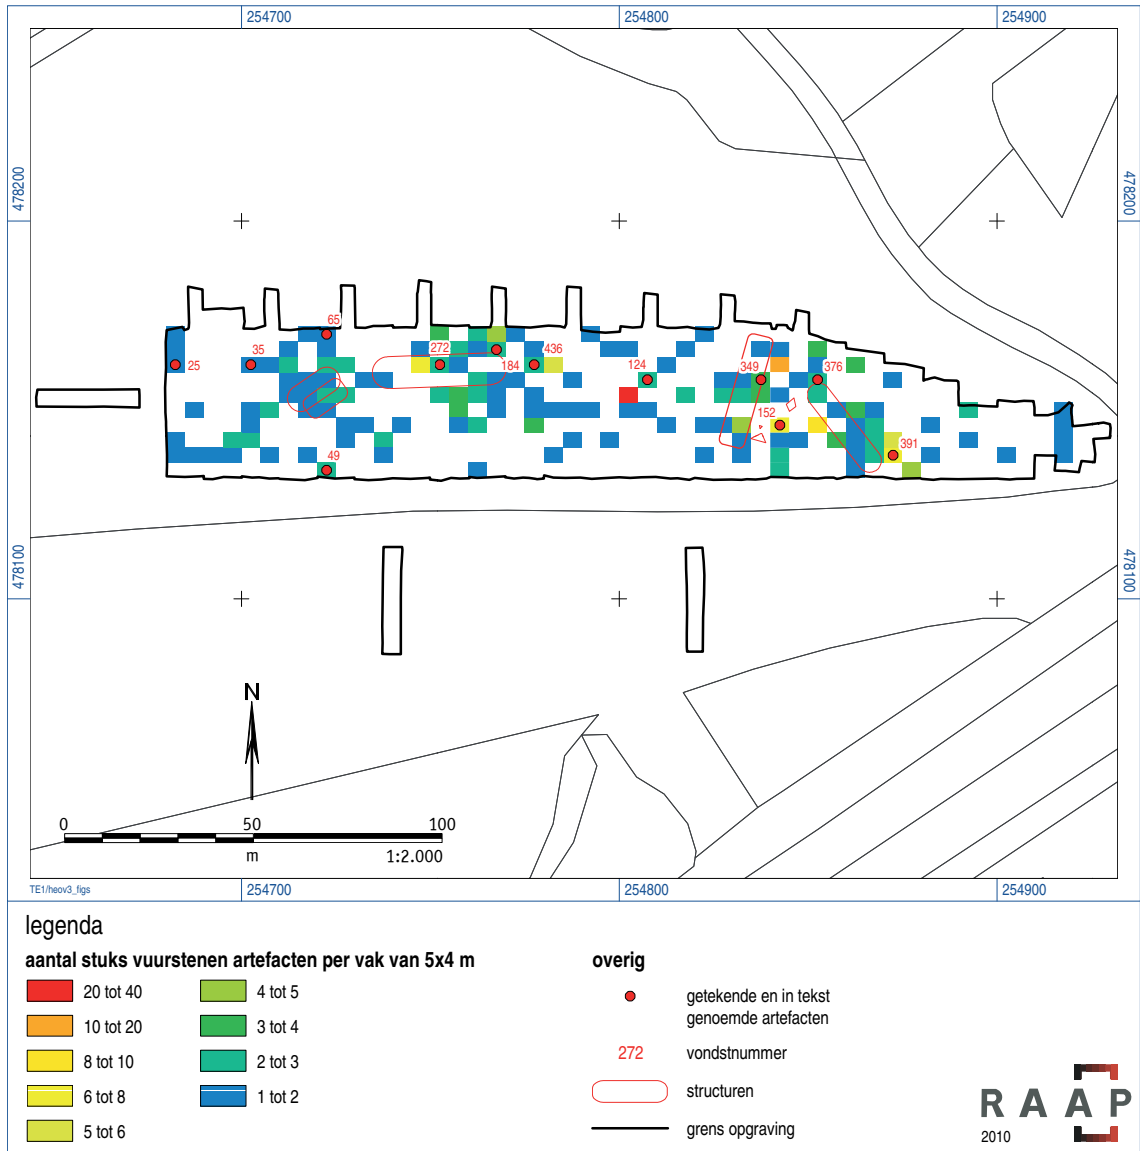 254700
254800
254900
478200
478200
65
25
35
272
184
436
124
349
376
152
391
49
478100
478100
N
0
50
100
m
1:2.000
TE1/heov3_figs
254700
254800
254900
legenda
aantal stuks vuurstenen artefacten per vak van 5x4 m
20 tot 40
10 tot 20
8 tot 10
6 tot 8
5 tot 6
4 tot 5
3 tot 4
2 tot 3
1 tot 2
overig
getekende en in tekst
genoemde artefacten
272 vondstnummer
structuren
grens opgraving
RAAP
2010